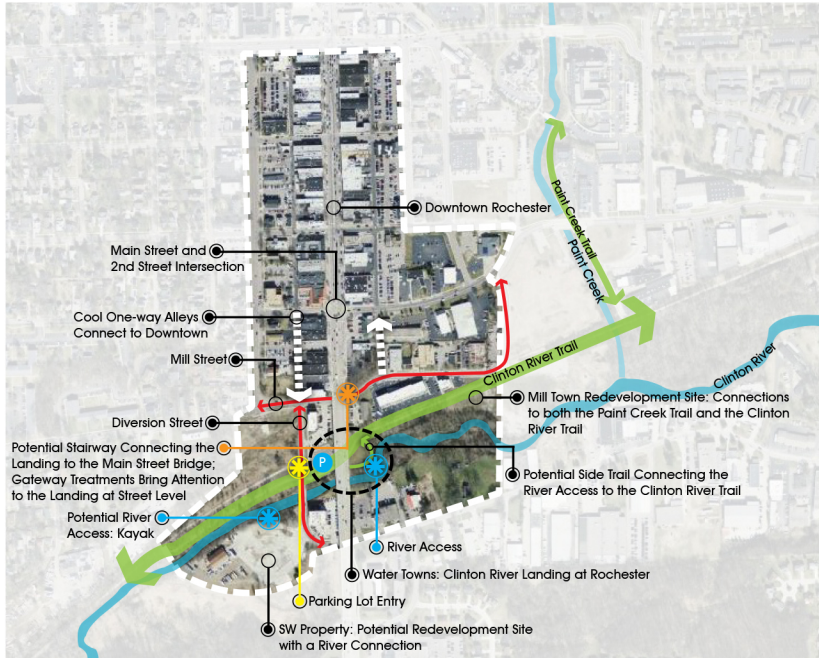 Downtown Rochester
Main Street and
2nd Street Intersection
Cool One-way Alleys
Connect to Downtown
Mill Street
Diversion Street
Potential Stairway Connecting the
Landing to the Main Street Bridge;
Gateway Treatments Bring Attention
to the Landing at Street Level
Potential River
Access: Kayak
P
Paint Creek Trail
Paint Creek
Clinton River Trail
Clinton River
Mill Town Redevelopment Site: Connections
to both the Paint Creek Trail and the Clinton
River Trail
Potential Side Trail Connecting the
River Access to the Clinton River Trail
River Access
Water Towns: Clinton River Landing at Rochester
Parking Lot Entry
SW Property: Potential Redevelopment Site
with a River Connection